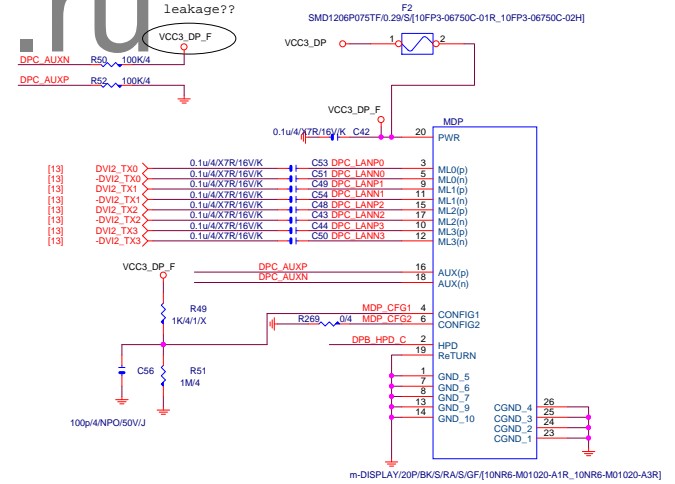 leakage??
.ru
VCC3_DP_F
DPC_AUXN R50 100K/4
DPC_AUXP R52 100K/4
F2
SMD1206P075TF/0.29/S/[10FP3-06750C-01R_10FP3-06750C-02H]
VCC3_DP 1 2
VCC3_DP_F
MDP
0.1u/4/X7R/16V/K C42 20 PWR
[13] DVI2_TX0 0.1u/4/X7R/16V/K C53 DPC_LANP0 3 ML0(p)
[13] -DVI2_TX0 0.1u/4/X7R/16V/K C51 DPC_LANN0 5 ML0(n)
[13] DVI2_TX1 0.1u/4/X7R/16V/K C49 DPC_LANP1 9 ML1(p)
[13] -DVI2_TX1 0.1u/4/X7R/16V/K C54 DPC_LANN1 11 ML1(n)
[13] DVI2_TX2 0.1u/4/X7R/16V/K C48 DPC_LANP2 15 ML2(p)
[13] -DVI2_TX2 0.1u/4/X7R/16V/K C43 DPC_LANN2 17 ML2(n)
[13] DVI2_TX3 0.1u/4/X7R/16V/K C44 DPC_LANP3 10 ML3(p)
[13] -DVI2_TX3 0.1u/4/X7R/16V/K C50 DPC_LANN3 12 ML3(n)
VCC3_DP_F
DPC_AUXP 16 AUX(p)
DPC_AUXN 18 AUX(n)
R49
1K/4/1/X
MDP_CFG1 4 CONFIG1
R269 0/4 MDP_CFG2 6 CONFIG2
DPB_HPD_C 2 HPD
19 ReTURN
C56
R51
1M/4
100p/4/NPO/50V/J
1 GND_5
7 GND_6
8 GND_7
13 GND_9
14 GND_10
CGND_4 26
CGND_3 25
CGND_2 24
CGND_1 23
m-DISPLAY/20P/BK/S/RA/S/GF/[10NR6-M01020-A1R_10NR6-M01020-A3R]